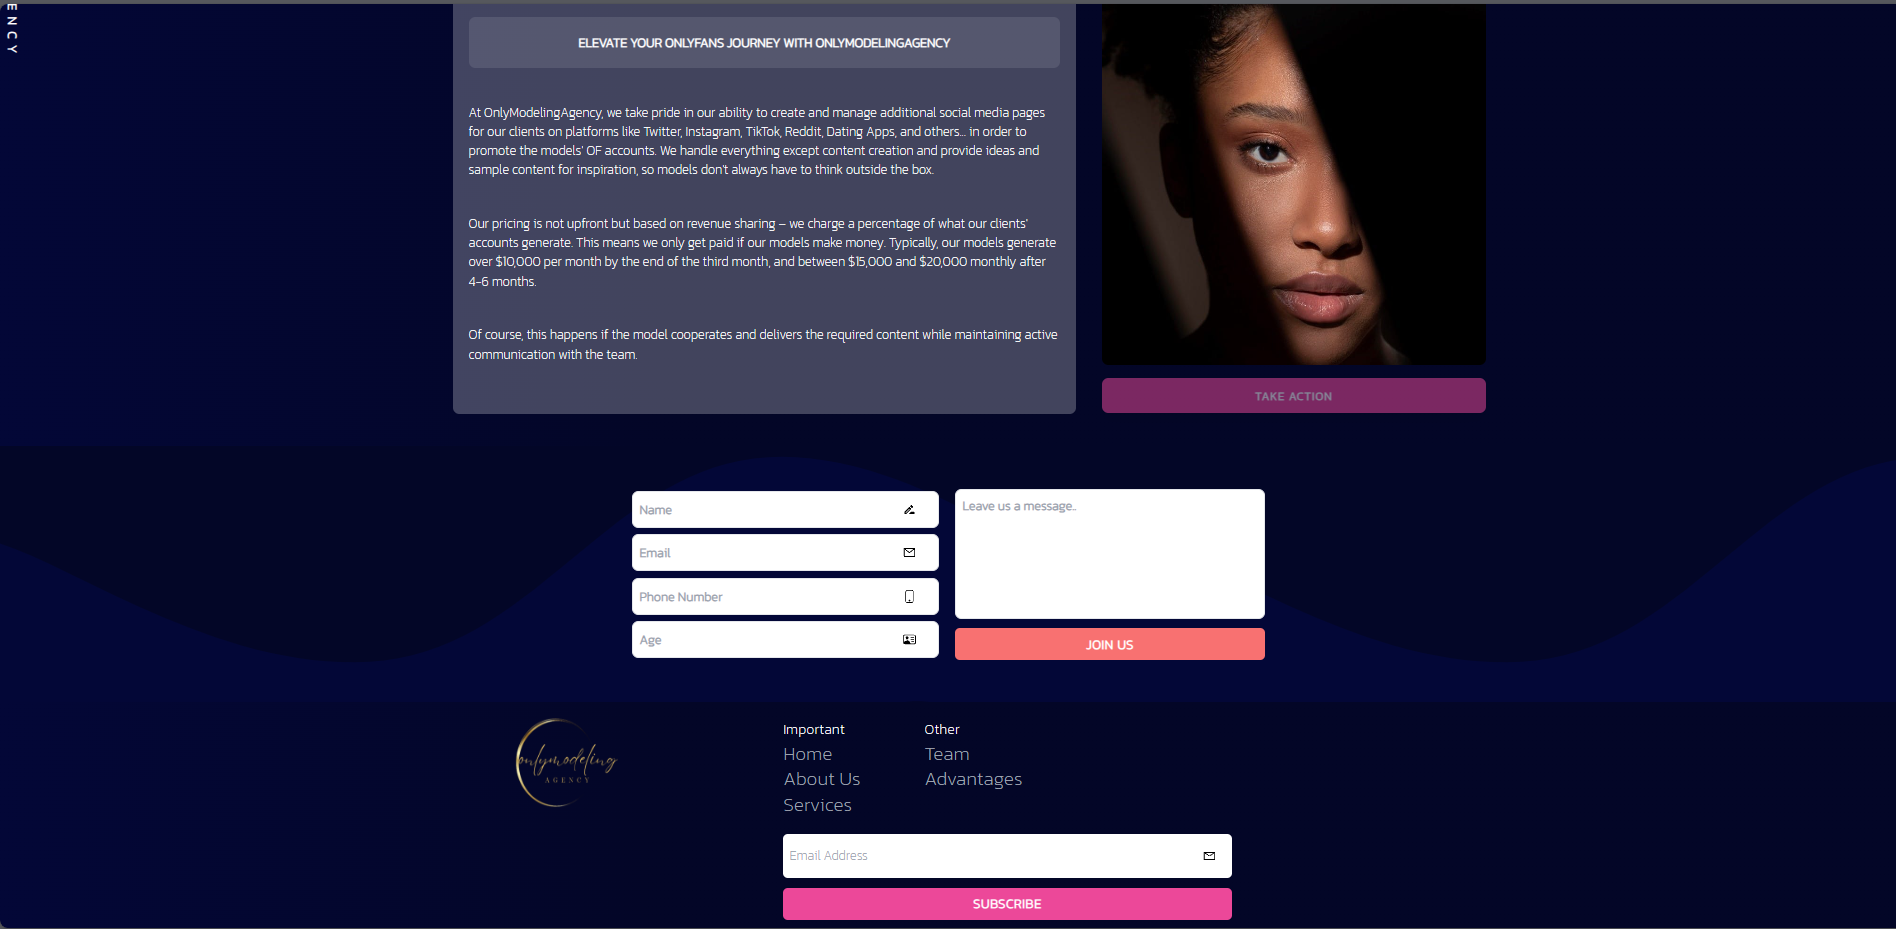 ENCY
ELEVATE YOUR ONLYFANS JOURNEY WITH ONLYMODELINGAGENCY
At OnlyModelingAgency, we take pride in our ability to create and manage additional social media pages
for our clients on platforms like Twitter, Instagram, TikTok, Reddit, Dating Apps, and others... in order to
promote the models' OF accounts. We handle everything except content creation and provide ideas and
sample content for inspiration, so models don't always have to think outside the box.
Our pricing is not upfront but based on revenue sharing – we charge a percentage of what our clients'
accounts generate. This means we only get paid if our models make money. Typically, our models generate
over $10,000 per month by the end of the third month, and between $15,000 and $20,000 monthly after
4-6 months.
Of course, this happens if the model cooperates and delivers the required content while maintaining active
communication with the team.
TAKE ACTION
Name
Email
Phone Number
Age
Leave us a message..
JOIN US
onlymodeling
AGENCY
Important
Home
About Us
Services
Other
Team
Advantages
Email Address
SUBSCRIBE